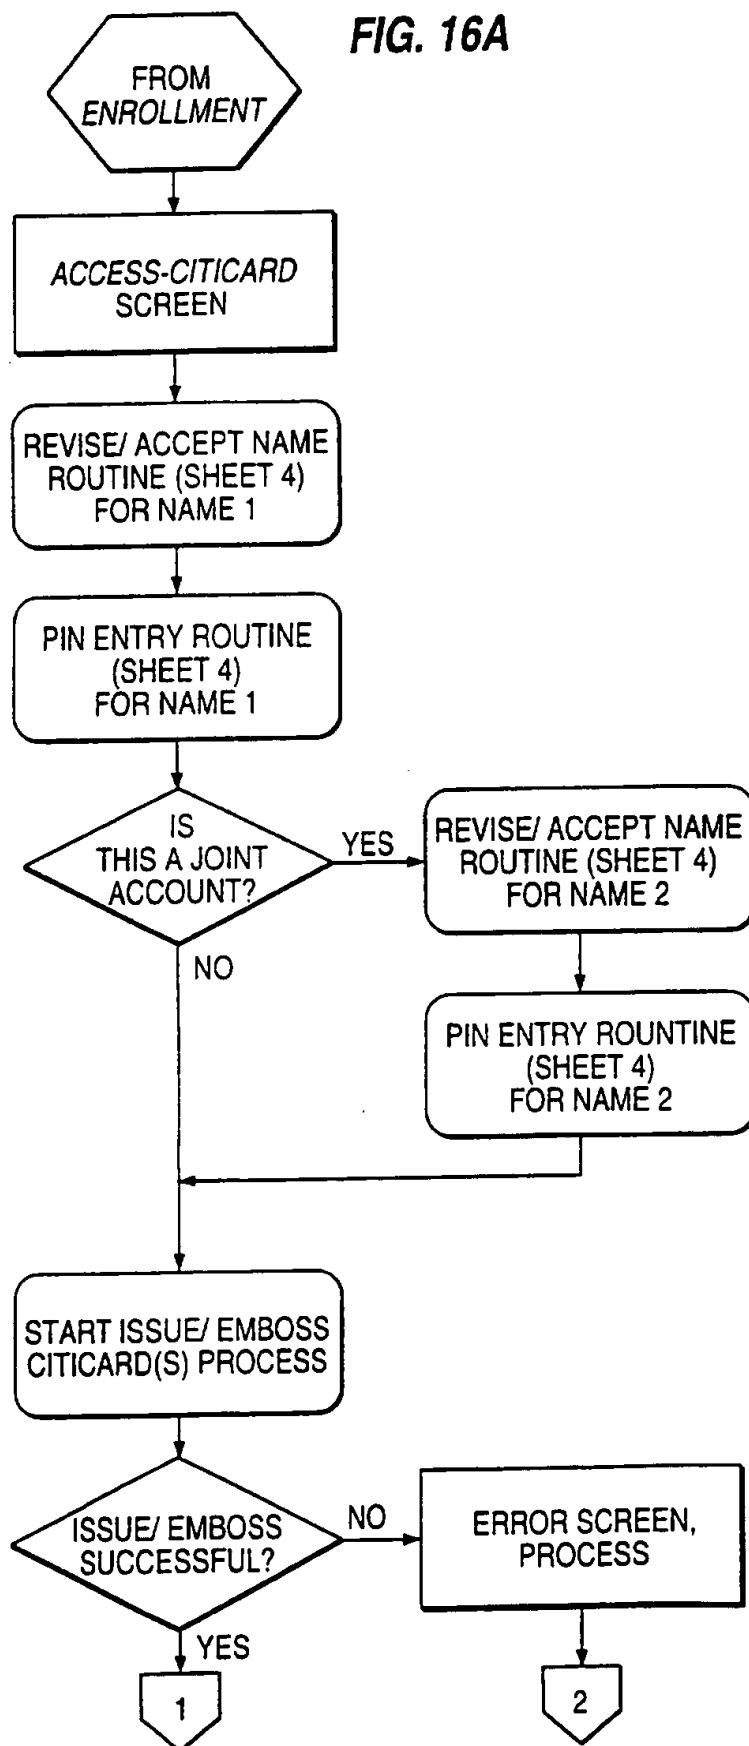 FIG. 16A
FROM
ENROLLMENT
ACCESS-CITICARD
SCREEN
REVISE/ ACCEPT NAME
ROUTINE (SHEET 4)
FOR NAME 1
PIN ENTRY ROUTINE
(SHEET 4)
FOR NAME 1
IS
THIS A JOINT
ACCOUNT?
YES
NO
REVISE/ ACCEPT NAME
ROUTINE (SHEET 4)
FOR NAME 2
PIN ENTRY ROUNTINE
(SHEET 4)
FOR NAME 2
START ISSUE/ EMBOSS
CITICARD(S) PROCESS
ISSUE/ EMBOSS
SUCCESSFUL?
NO
YES
ERROR SCREEN,
PROCESS
1
2